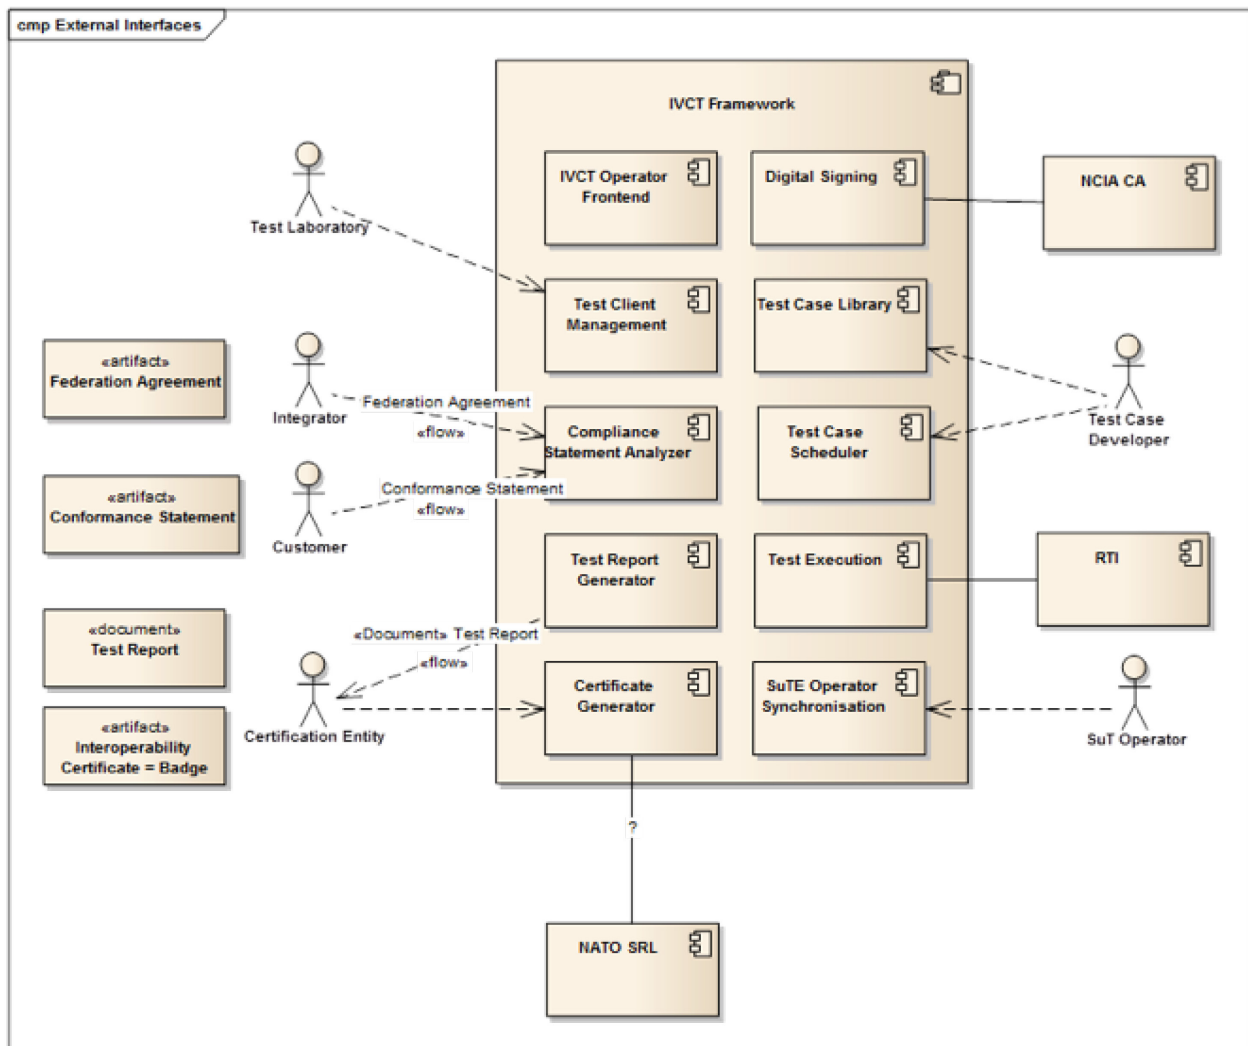 cmp External Interfaces
IVCT Framework
IVCT Operator
Frontend
Digital Signing
NCIA CA
Test Laboratory
Test Client
Management
Test Case Library
«artifact»
Federation Agreement
Integrator
Federation Agreement
«flow»
Compliance
Statement Analyzer
Test Case
Scheduler
Test Case
Developer
«artifact»
Conformance Statement
Customer
Conformance Statement
«flow»
Test Report
Generator
Test Execution
RTI
«document»
Test Report
«Document» Test Report
«flow»
Certification Entity
Certificate
Generator
SuTE Operator
Synchronisation
SuT Operator
«artifact»
Interoperability
Certificate = Badge
?
NATO SRL